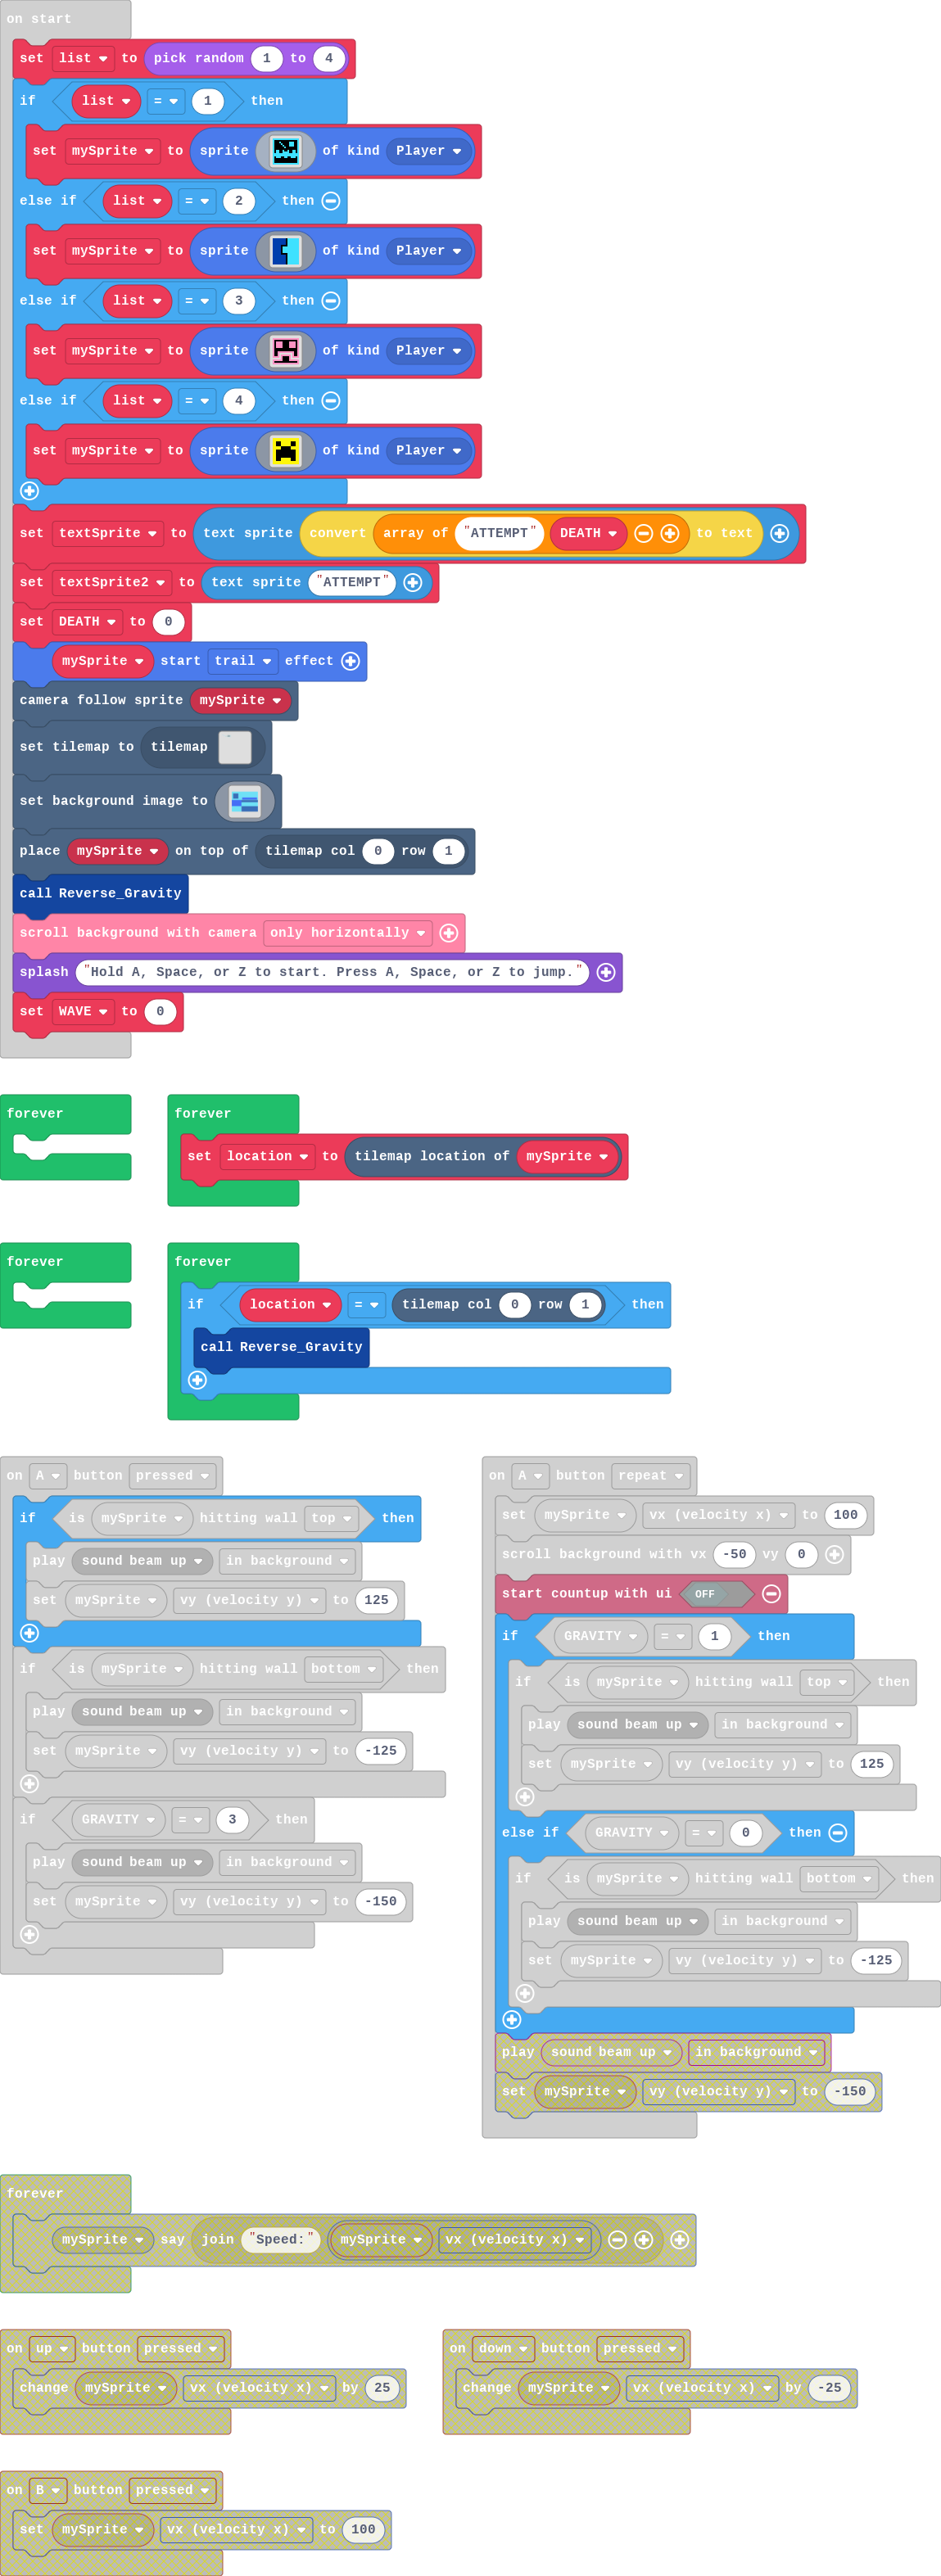 on start
set list to pick random 1 to 4
if list = 1 then
set mySprite to sprite of kind Player
else if list = 2 then
set mySprite to sprite of kind Player
else if list = 3 then
set mySprite to sprite of kind Player
else if list = 4 then
set mySprite to sprite of kind Player
set textSprite to text sprite convert array of "ATTEMPT" DEATH to text
set textSprite2 to text sprite "ATTEMPT"
set DEATH to 0
mySprite start trail effect
camera follow sprite mySprite
set tilemap to tilemap
set background image to
place mySprite on top of tilemap col 0 row 1
call Reverse_Gravity
scroll background with camera only horizontally
splash "Hold A, Space, or Z to start. Press A, Space, or Z to jump."
set WAVE to 0
forever
forever
set location to tilemap location of mySprite
forever
forever
if location = tilemap col 0 row 1 then
call Reverse_Gravity
on A button pressed
if is mySprite hitting wall top then
play sound beam up in background
set mySprite vy (velocity y) to 125
if is mySprite hitting wall bottom then
play sound beam up in background
set mySprite vy (velocity y) to -125
if GRAVITY = 3 then
play sound beam up in background
set mySprite vy (velocity y) to -150
on A button repeat
set mySprite vx (velocity x) to 100
scroll background with vx -50 vy 0
start countup with ui OFF
if GRAVITY = 1 then
if is mySprite hitting wall top then
play sound beam up in background
set mySprite vy (velocity y) to 125
else if GRAVITY = 0 then
if is mySprite hitting wall bottom then
play sound beam up in background
set mySprite vy (velocity y) to -125
play sound beam up in background
set mySprite vy (velocity y) to -150
forever
mySprite say join "Speed:" mySprite vx (velocity x)
on up button pressed
change mySprite vx (velocity x) by 25
on down button pressed
change mySprite vx (velocity x) by -25
on B button pressed
set mySprite vx (velocity x) to 100